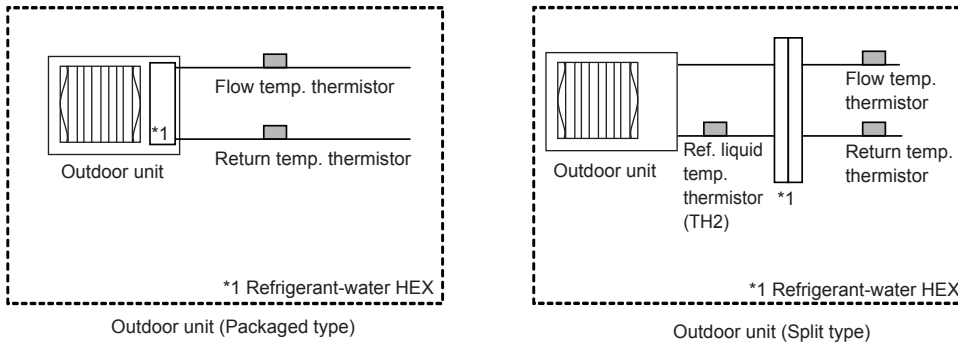 Flow temp. thermistor
*1
Return temp. thermistor
Outdoor unit
*1 Refrigerant-water HEX
Outdoor unit (Packaged type)
Flow temp.
thermistor
Outdoor unit
Ref. liquid
temp.
thermistor
(TH2)
*1
Return temp.
thermistor
*1 Refrigerant-water HEX
Outdoor unit (Split type)